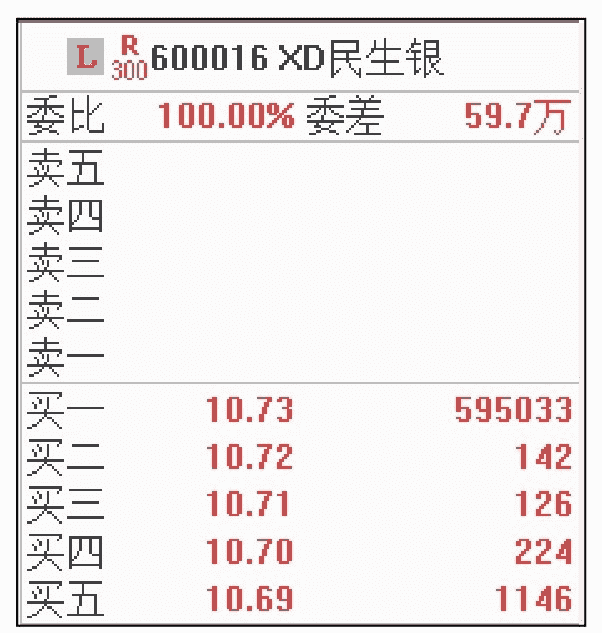 L R 300 600016 XD民生银
委比 100.00% 委差 59.7万
卖五
卖四
卖三
卖二
卖一
买一 10.73 595033
买二 10.72 142
买三 10.71 126
买四 10.70 224
买五 10.69 1146